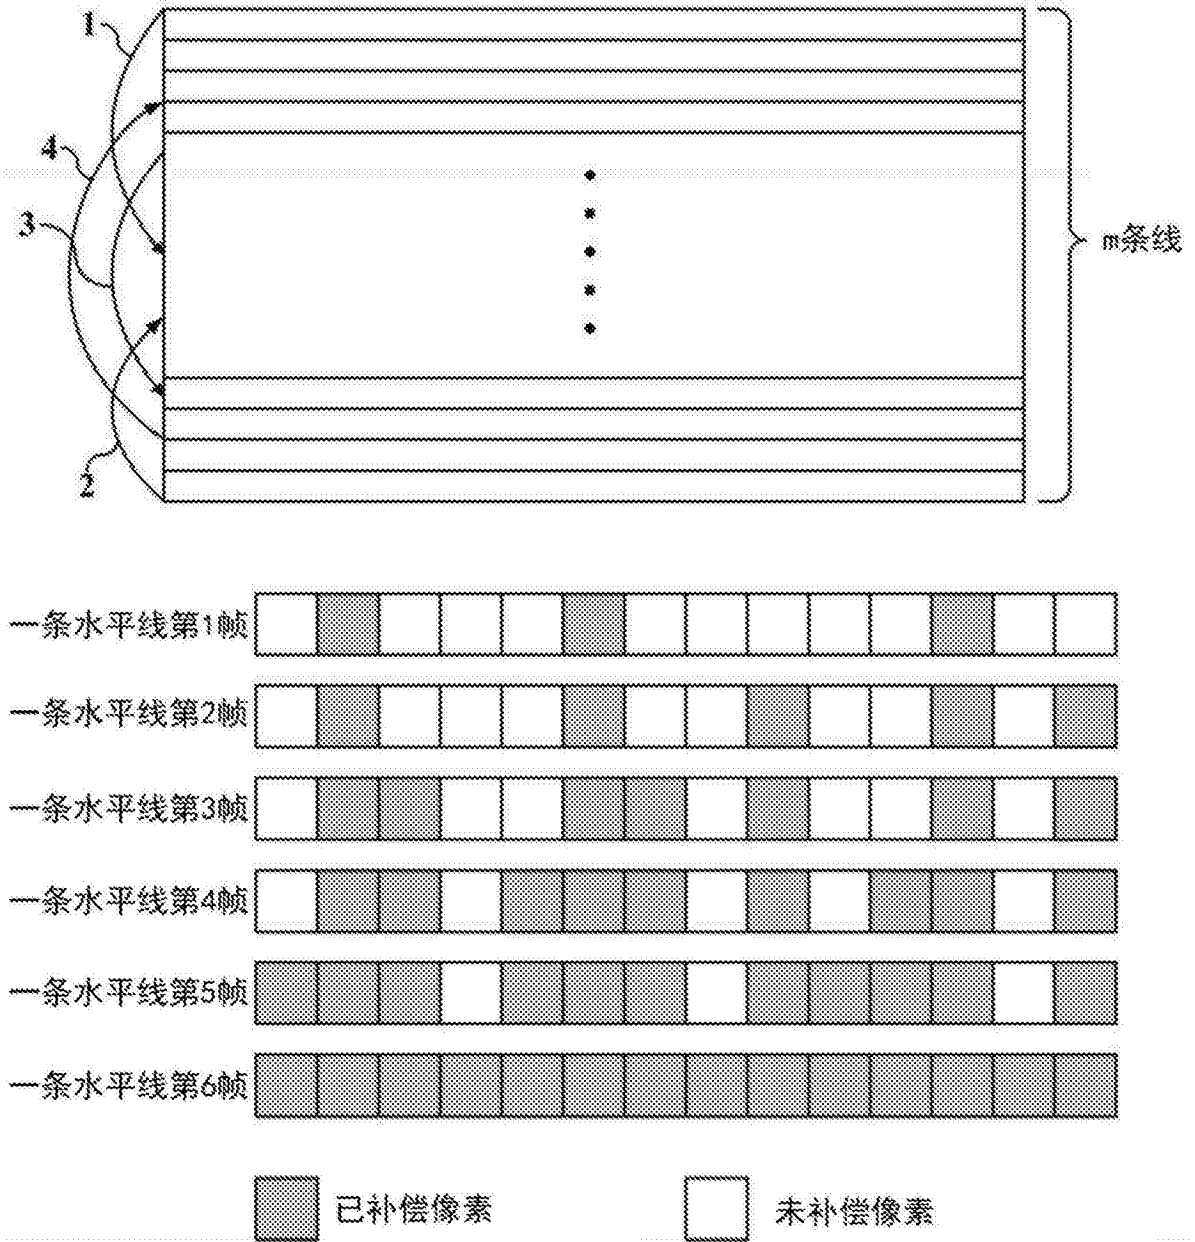 1
4
3
2
m条线
一条水平线第1帧
一条水平线第2帧
一条水平线第3帧
一条水平线第4帧
一条水平线第5帧
一条水平线第6帧
已补偿像素
未补偿像素